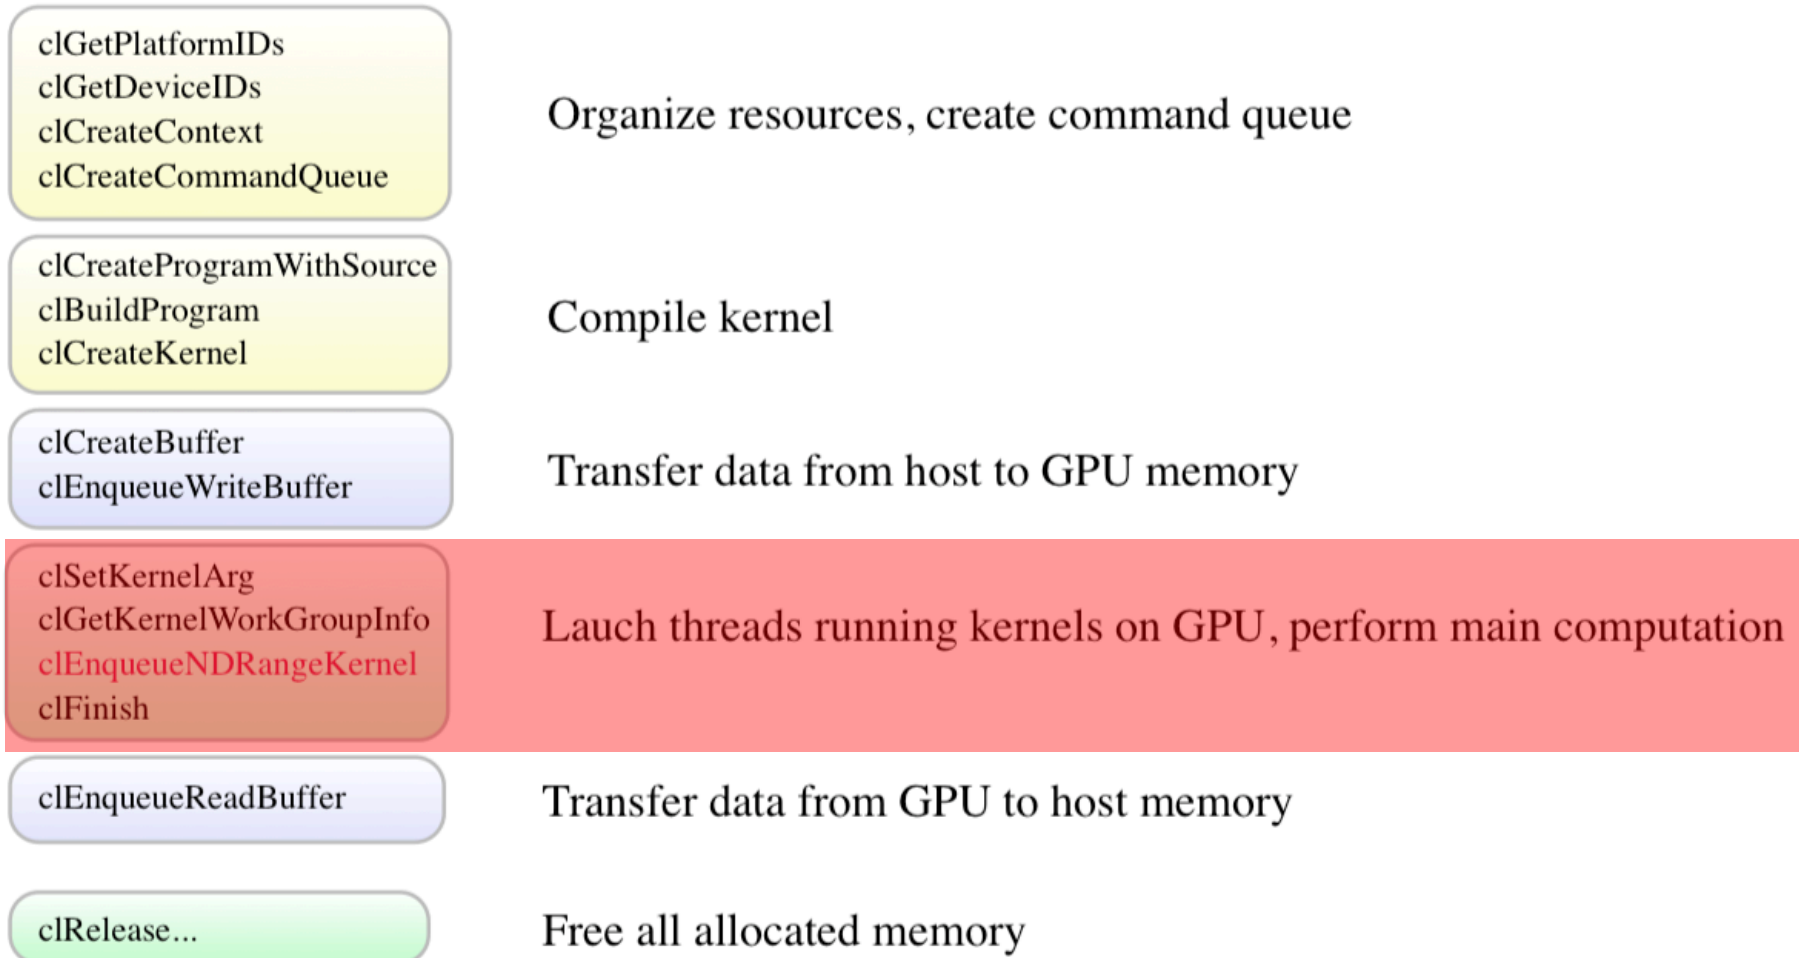 clGetPlatformIDs
clGetDeviceIDs
clCreateContext
clCreateCommandQueue
Organize resources, create command queue
clCreateProgramWithSource
clBuildProgram
clCreateKernel
Compile kernel
clCreateBuffer
clEnqueueWriteBuffer
Transfer data from host to GPU memory
clSetKernelArg
clGetKernelWorkGroupInfo
clEnqueueNDRangeKernel
clFinish
Lauch threads running kernels on GPU, perform main computation
clEnqueueReadBuffer
Transfer data from GPU to host memory
clRelease...
Free all allocated memory